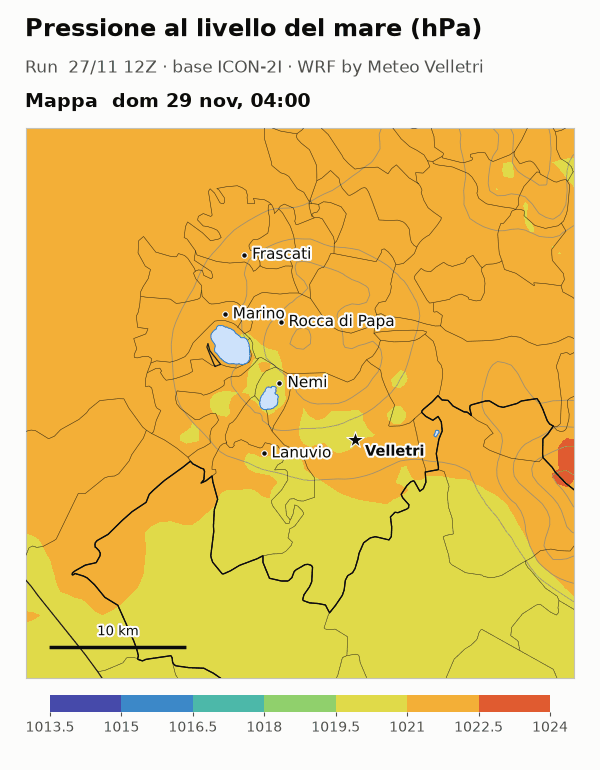 Pressione al livello del mare (hPa)
Run 27/11 12Z · base ICON-2I · WRF by Meteo Velletri
Mappa dom 29 nov, 04:00
Frascati
Marino
Rocca di Papa
Nemi
Velletri
Lanuvio
10 km
1013.5 1015 1016.5 1018 1019.5 1021 1022.5 1024